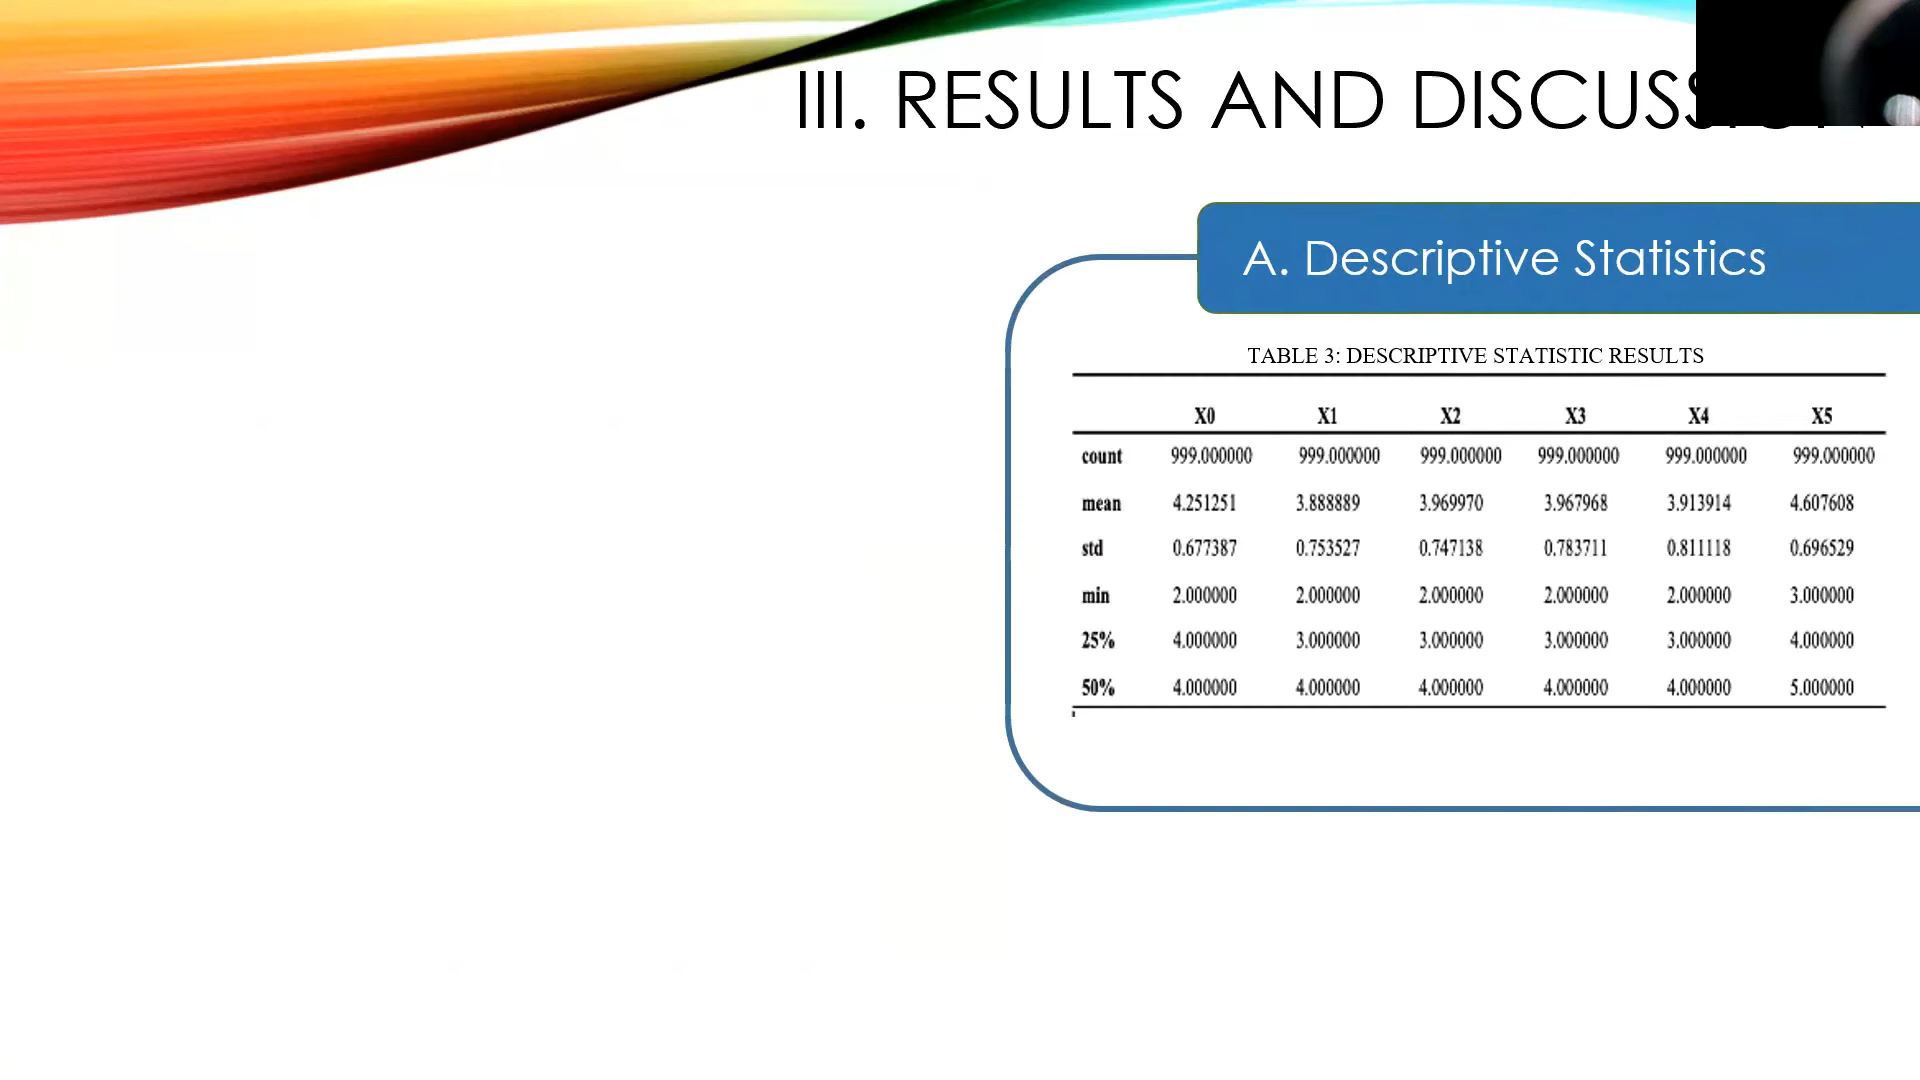 III. RESULTS AND DISCUSSION
A. Descriptive Statistics
TABLE 3: DESCRIPTIVE STATISTIC RESULTS
X0 X1 X2 X3 X4 X5
count 999.000000 999.000000 999.000000 999.000000 999.000000 999.000000
mean 4.251251 3.888889 3.969970 3.967968 3.913914 4.607608
std 0.677387 0.753527 0.747138 0.783711 0.811118 0.696529
min 2.000000 2.000000 2.000000 2.000000 2.000000 3.000000
25% 4.000000 3.000000 3.000000 3.000000 3.000000 4.000000
50% 4.000000 4.000000 4.000000 4.000000 4.000000 5.000000